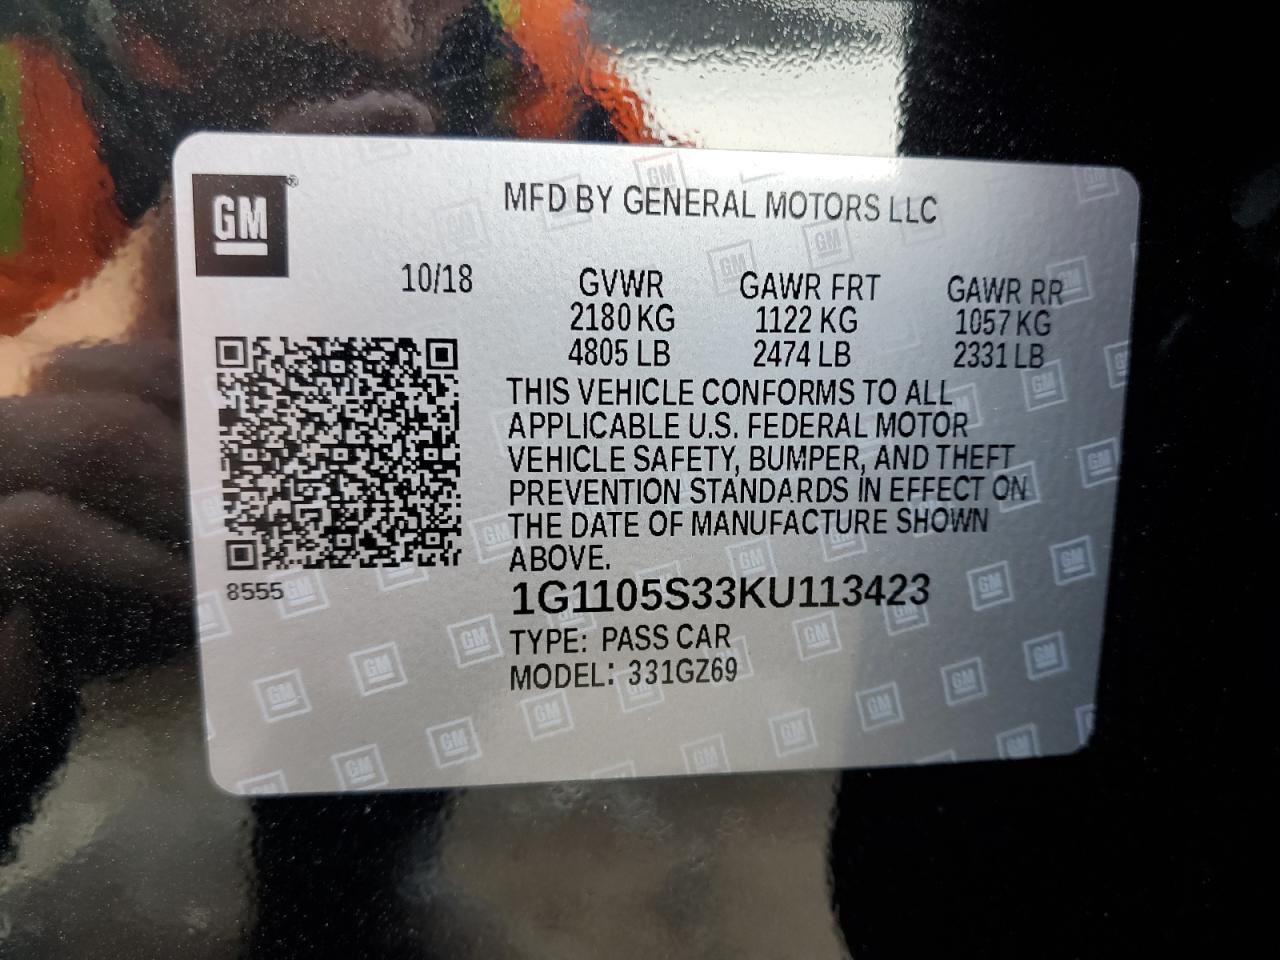 GM
MFD BY GENERAL MOTORS LLC
10/18
GVWR GAWR FRT GAWR RR
2180 KG 1122 KG 1057 KG
4805 LB 2474 LB 2331 LB
THIS VEHICLE CONFORMS TO ALL
APPLICABLE U.S. FEDERAL MOTOR
VEHICLE SAFETY, BUMPER, AND THEFT
PREVENTION STANDARDS IN EFFECT ON
THE DATE OF MANUFACTURE SHOWN
ABOVE.
8555
1G1105S33KU113423
TYPE: PASS CAR
MODEL: 331GZ69